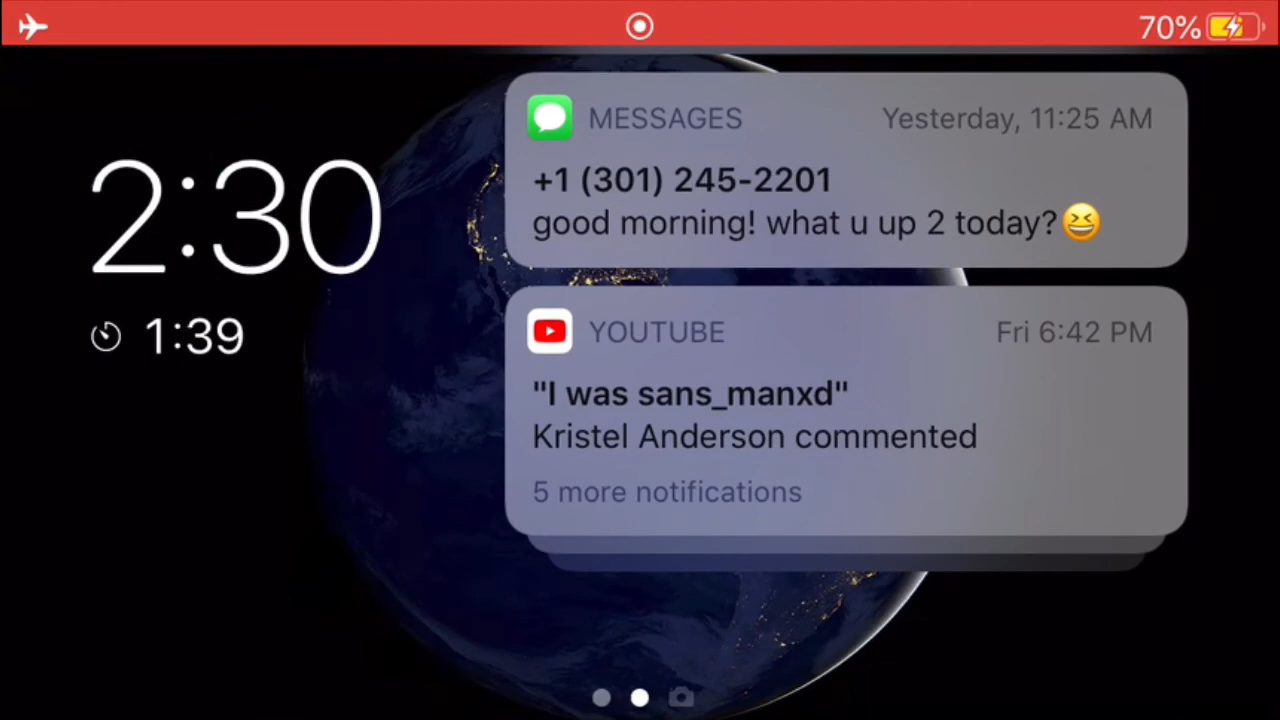 70%
2:30
1:39
MESSAGES Yesterday, 11:25 AM
+1 (301) 245-2201
good morning! what u up 2 today?😆
YOUTUBE Fri 6:42 PM
"I was sans_manxd"
Kristel Anderson commented
5 more notifications